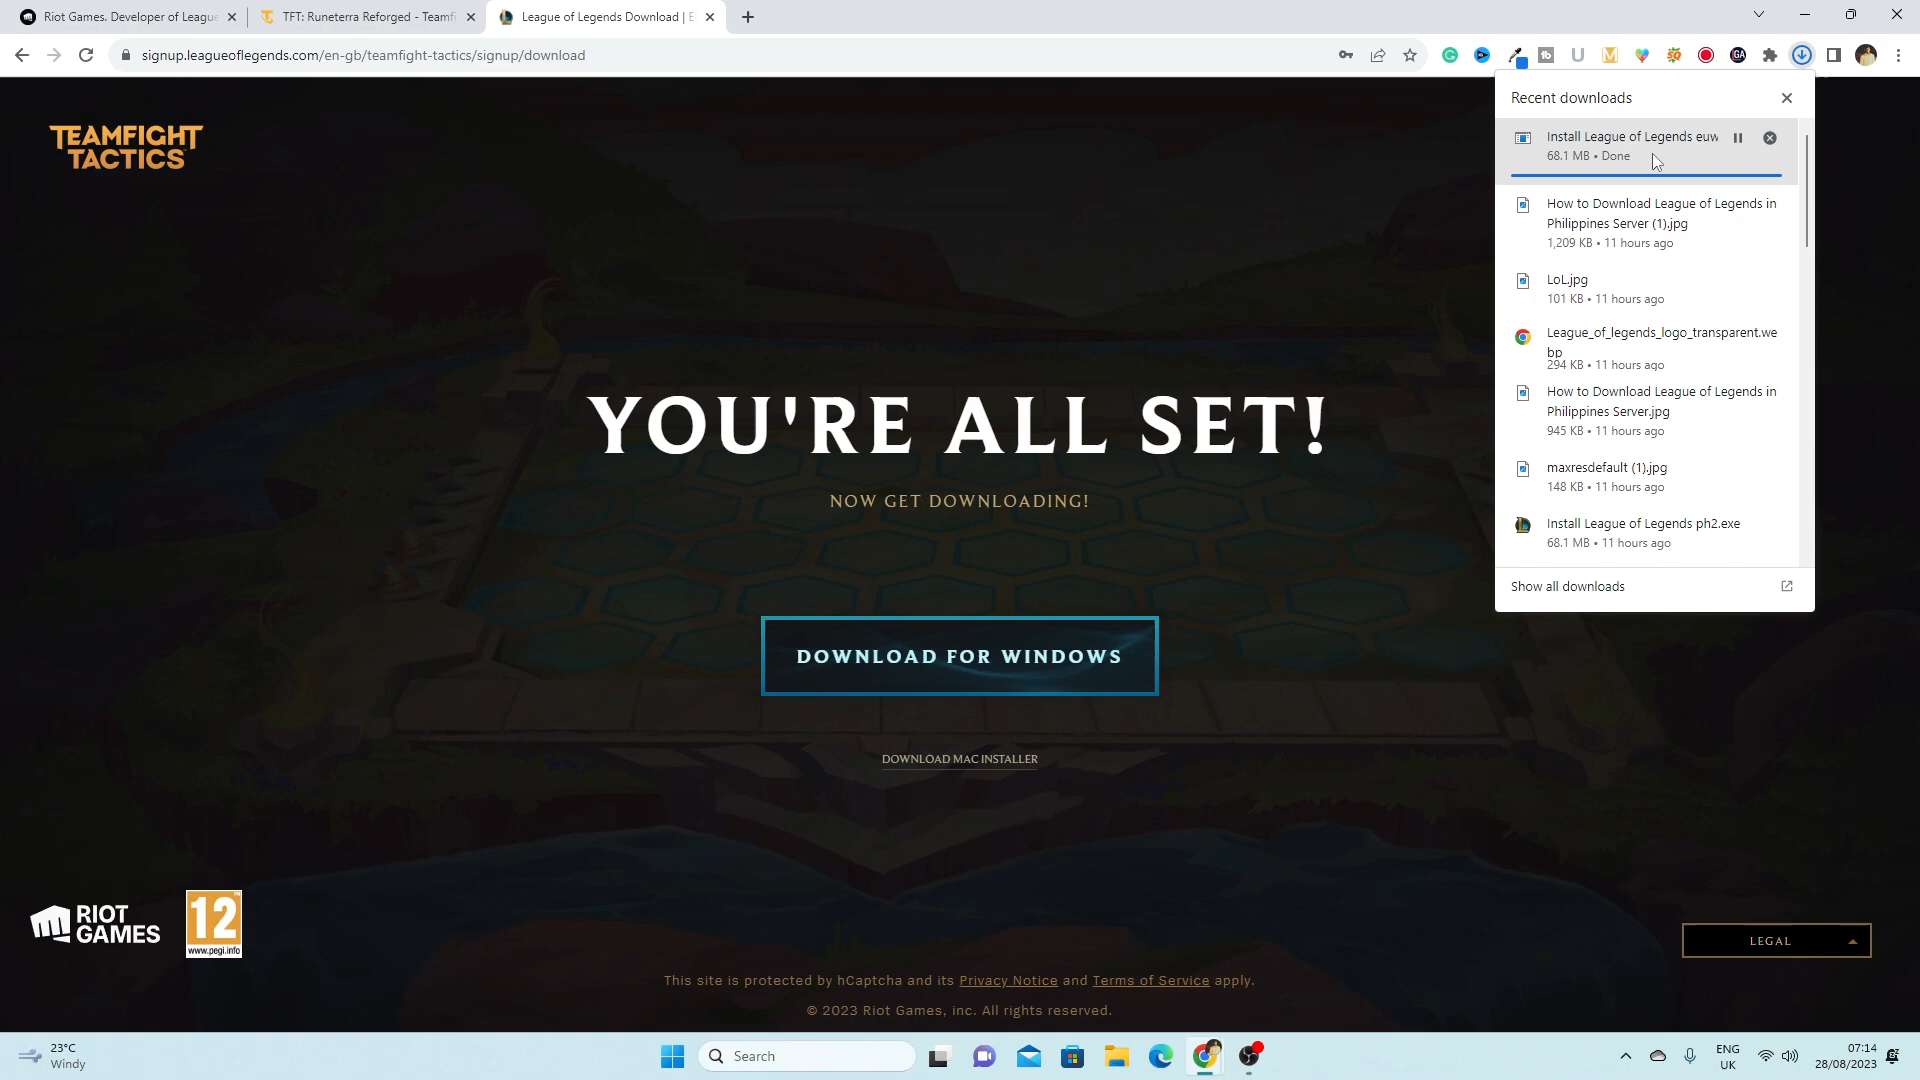 Riot Games. Developer of League
TFT: Runeterra Reforged - Teamfi
League of Legends Download | E
signup.leagueoflegends.com/en-gb/teamfight-tactics/signup/download
Recent downloads
Install League of Legends euw
68.1 MB • Done
How to Download League of Legends in
Philippines Server (1).jpg
1,209 KB • 11 hours ago
LoL.jpg
101 KB • 11 hours ago
League_of_legends_logo_transparent.we
bp
294 KB • 11 hours ago
How to Download League of Legends in
Philippines Server.jpg
945 KB • 11 hours ago
maxresdefault (1).jpg
148 KB • 11 hours ago
Install League of Legends ph2.exe
68.1 MB • 11 hours ago
Show all downloads
TEAMFIGHT
TACTICS
YOU'RE ALL SET!
NOW GET DOWNLOADING!
DOWNLOAD FOR WINDOWS
DOWNLOAD MAC INSTALLER
RIOT
GAMES
12
www.pegi.info
LEGAL
This site is protected by hCaptcha and its Privacy Notice and Terms of Service apply.
© 2023 Riot Games, inc. All rights reserved.
23°C
Windy
Search
ENG
UK
07:14
28/08/2023